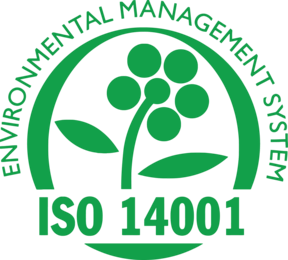 ENVIRONMENTAL MANAGEMENT SYSTEM
ISO 14001